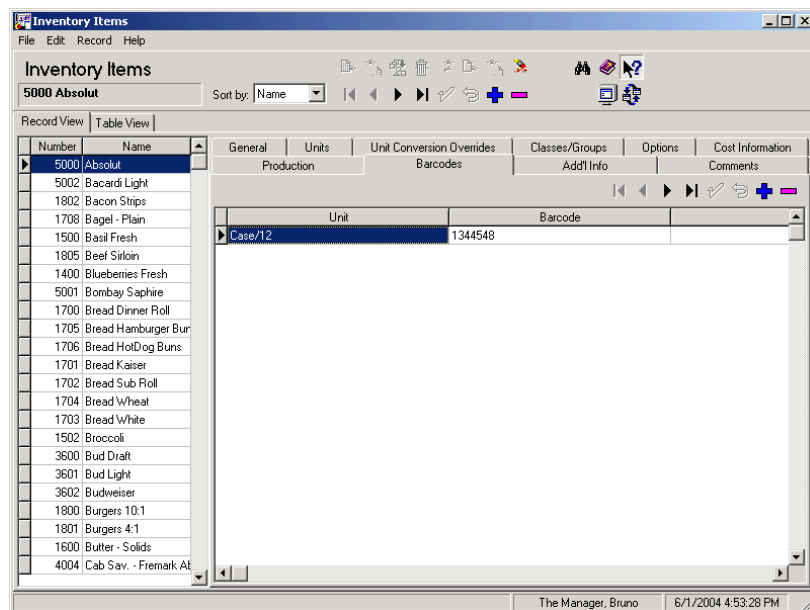 Inventory Items
File Edit Record Help
Inventory Items
5000 Absolut
Sort by: Name
Record View Table View
Number Name
5000 Absolut
5002 Bacardi Light
1802 Bacon Strips
1708 Bagel - Plain
1500 Basil Fresh
1805 Beef Sirloin
1400 Blueberries Fresh
5001 Bombay Saphire
1700 Bread Dinner Roll
1705 Bread Hamburger Bun
1706 Bread HotDog Buns
1701 Bread Kaiser
1702 Bread Sub Roll
1704 Bread Wheat
1703 Bread White
1502 Broccoli
3600 Bud Draft
3601 Bud Light
3602 Budweiser
1800 Burgers 10:1
1801 Burgers 4:1
1600 Butter - Solids
4004 Cab Sav. - Fremark Ab
General Units Unit Conversion Overrides Classes/Groups Options Cost Information
Production Barcodes Add'l Info Comments
Unit Barcode
Case/12 1344548
The Manager, Bruno 6/1/2004 4:53:28 PM